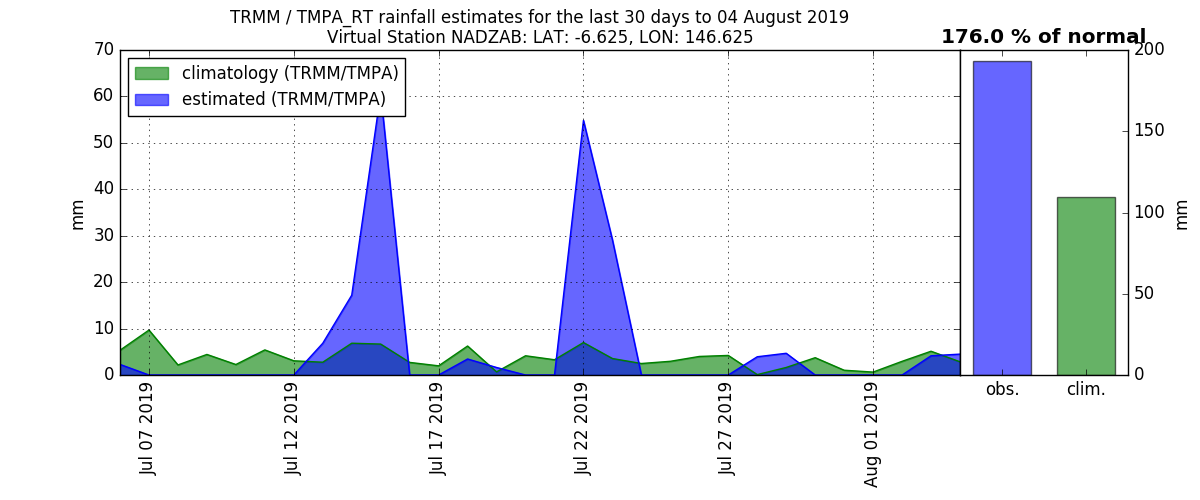 TRMM / TMPA_RT rainfall estimates for the last 30 days to 04 August 2019
Virtual Station NADZAB: LAT: -6.625, LON: 146.625
176.0 % of normal
climatology (TRMM/TMPA)
estimated (TRMM/TMPA)
70
60
50
40
30
20
10
0
mm
Jul 07 2019
Jul 12 2019
Jul 17 2019
Jul 22 2019
Jul 27 2019
Aug 01 2019
obs.
clim.
200
150
100
50
0
mm